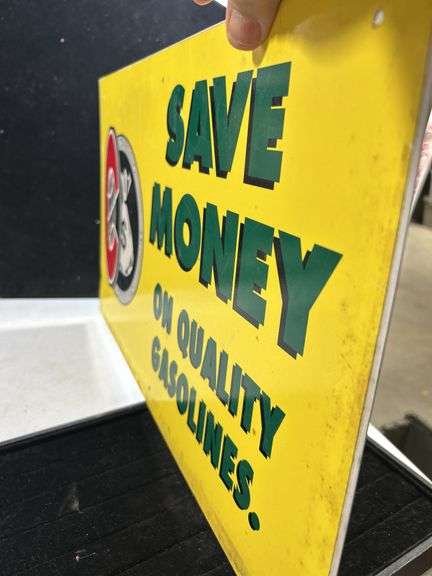 SAVE
MONEY
ON QUALITY
GASOLINES.